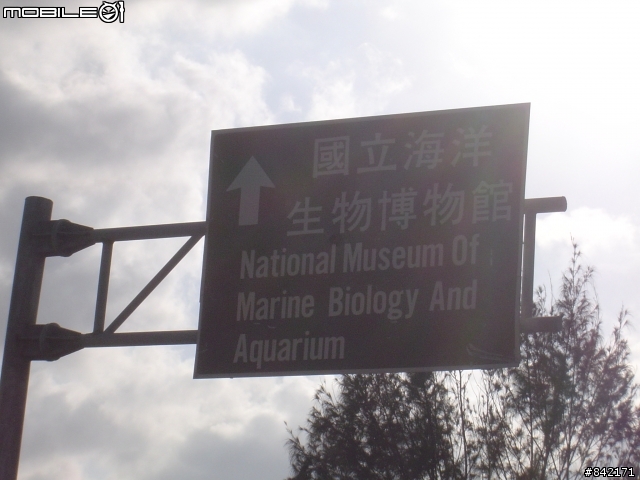 MOBILE01
國立海洋
生物博物館
National Museum Of
Marine Biology And
Aquarium
#842171